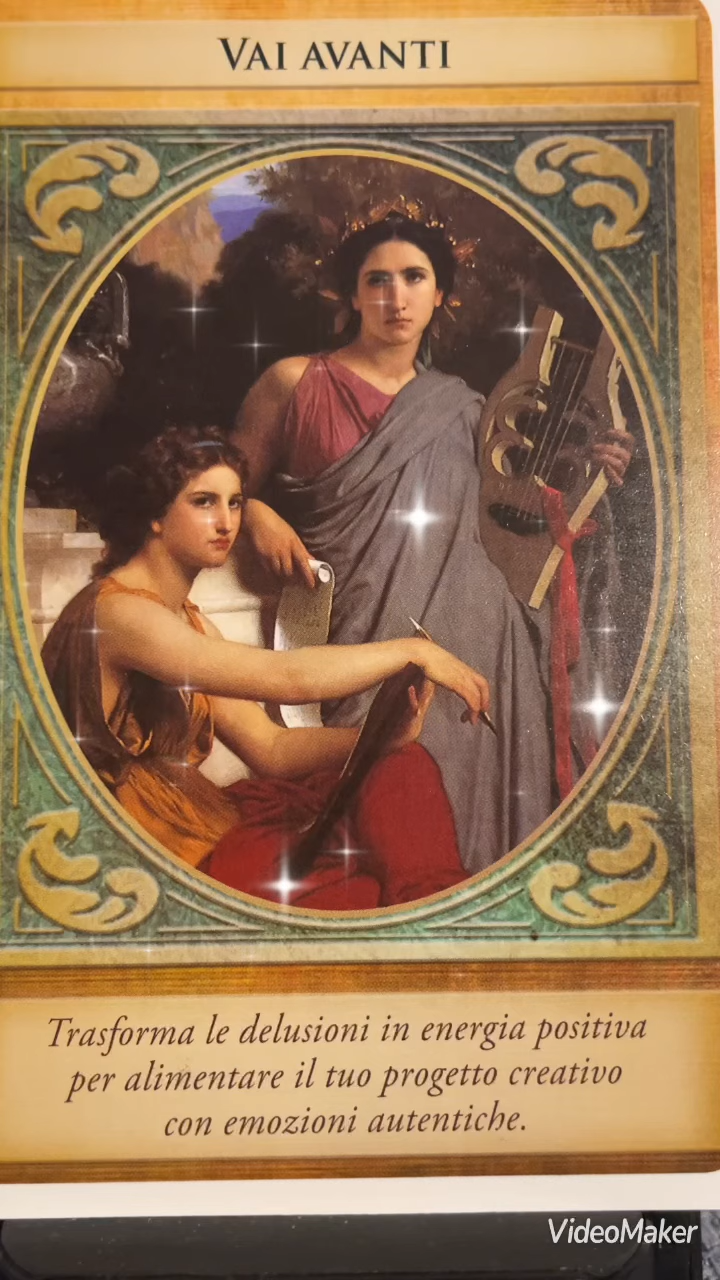 VAI AVANTI
Trasforma le delusioni in energia positiva
per alimentare il tuo progetto creativo
con emozioni autentiche.
VideoMaker